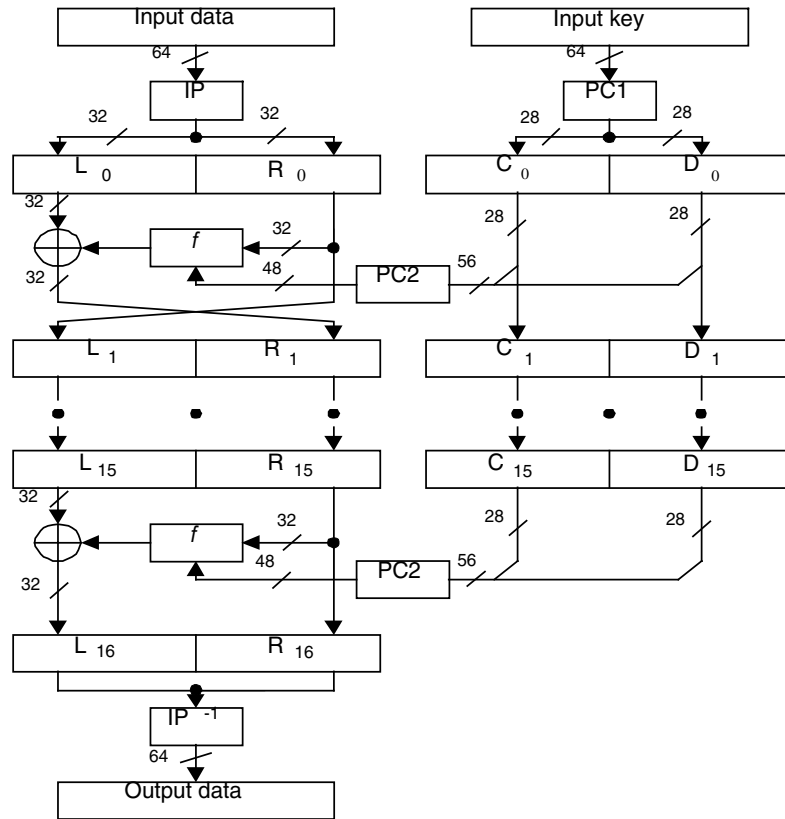 Input data Input key
64 64
IP PC1
32 32 28 28
L 0 R 0 C 0 D 0
32 28 28
f 32
32 48 PC2 56
L 1 R 1 C 1 D 1
L 15 R 15 C 15 D 15
32 28 28
f 32
32 48 PC2 56
L 16 R 16
IP -1
64
Output data